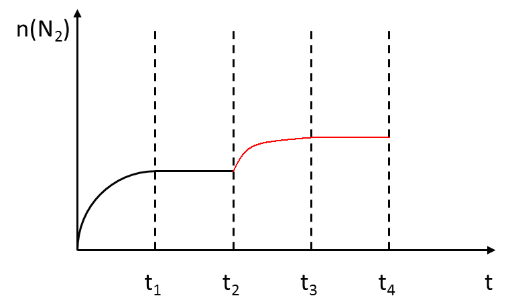 n(N₂)
t₁ t₂ t₃ t₄ t